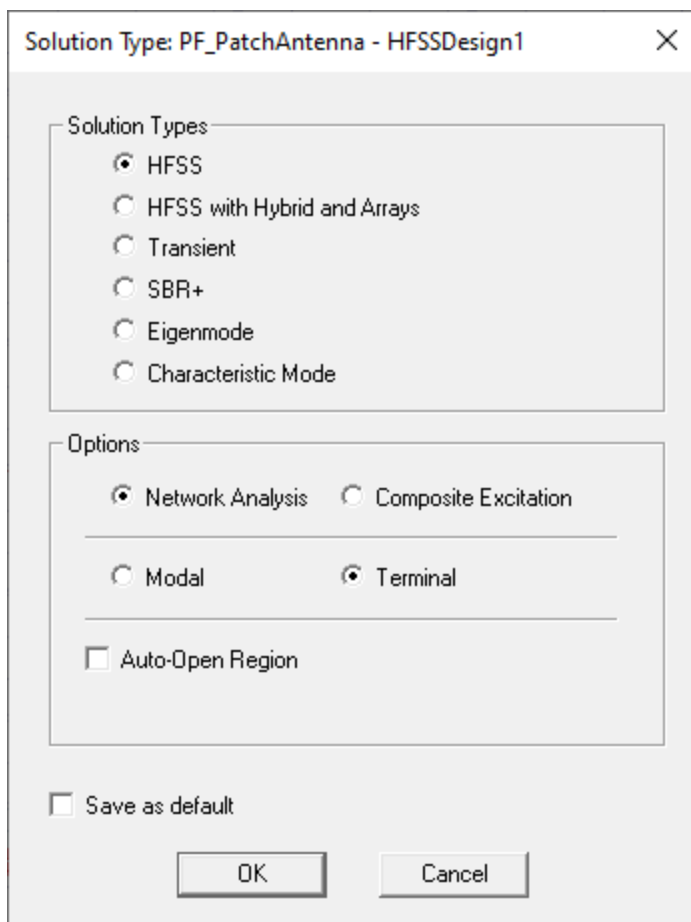 Solution Type: PF_PatchAntenna - HFSSDesign1
Solution Types
HFSS
HFSS with Hybrid and Arrays
Transient
SBR+
Eigenmode
Characteristic Mode
Options
Network Analysis Composite Excitation
Modal Terminal
Auto-Open Region
Save as default
OK Cancel